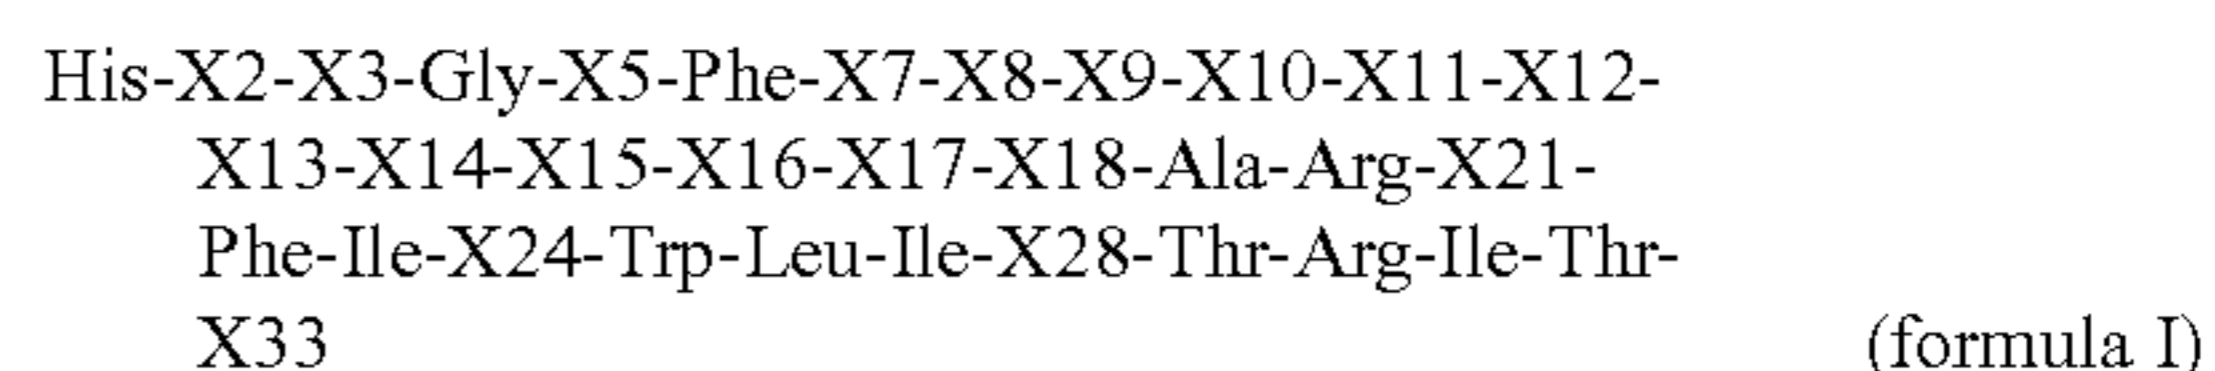 His-X2-X3-Gly-X5-Phe-X7-X8-X9-X10-X11-X12-
X13-X14-X15-X16-X17-X18-Ala-Arg-X21-
Phe-Ile-X24-Trp-Leu-Ile-X28-Thr-Arg-Ile-Thr-
X33 (formula I)